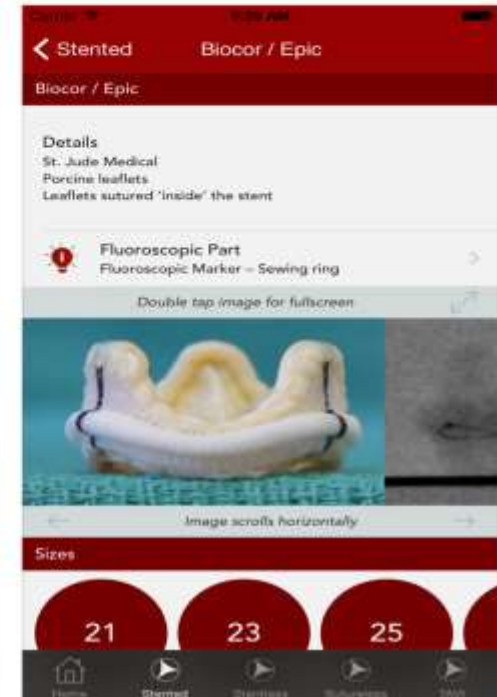 Stented
Biocor / Epic
Biocor / Epic
Details
St. Jude Medical
Porcine leaflets
Leaflets sutured 'inside' the stent
Fluoroscopic Part
Fluoroscopic Marker – Sewing ring
Double tap image for fullscreen
Image scrolls horizontally
Sizes
21
23
25
Home
Stented
Stentless